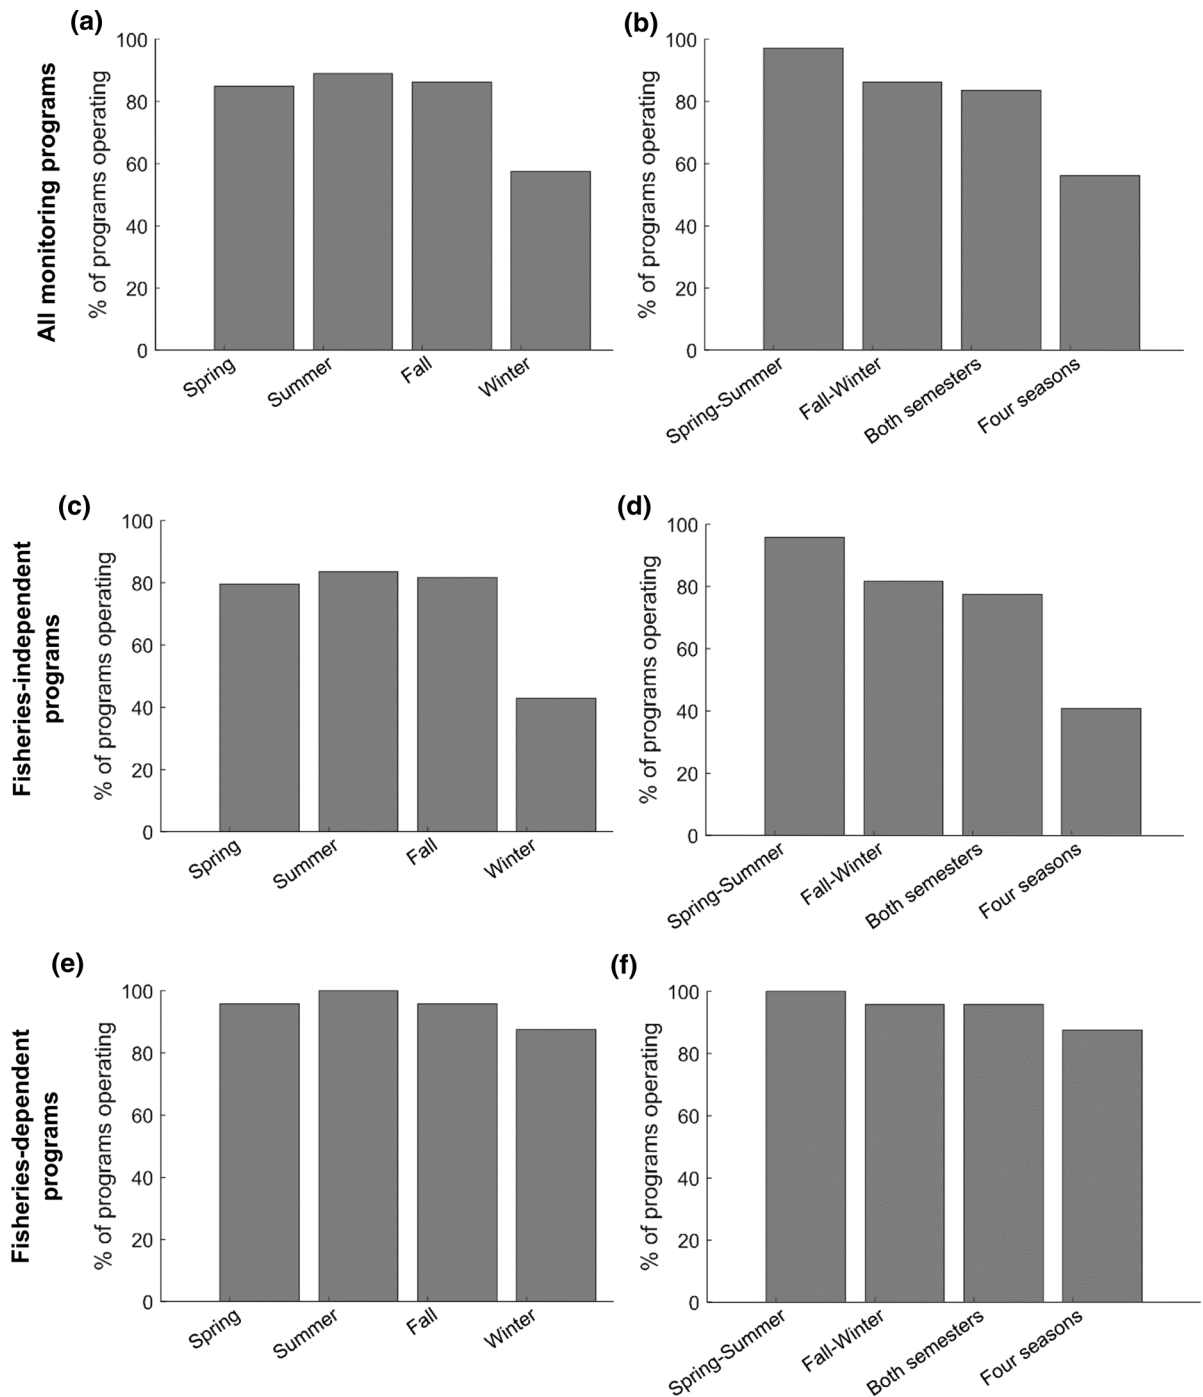 (a)
(b)
All monitoring programs
% of programs operating
100
80
60
40
20
0
Spring
Summer
Fall
Winter
% of programs operating
100
80
60
40
20
0
Spring-Summer
Fall-Winter
Both semesters
Four seasons
(c)
(d)
Fisheries-independent
programs
% of programs operating
100
80
60
40
20
0
Spring
Summer
Fall
Winter
% of programs operating
100
80
60
40
20
0
Spring-Summer
Fall-Winter
Both semesters
Four seasons
(e)
(f)
Fisheries-dependent
programs
% of programs operating
100
80
60
40
20
0
Spring
Summer
Fall
Winter
% of programs operating
100
80
60
40
20
0
Spring-Summer
Fall-Winter
Both semesters
Four seasons